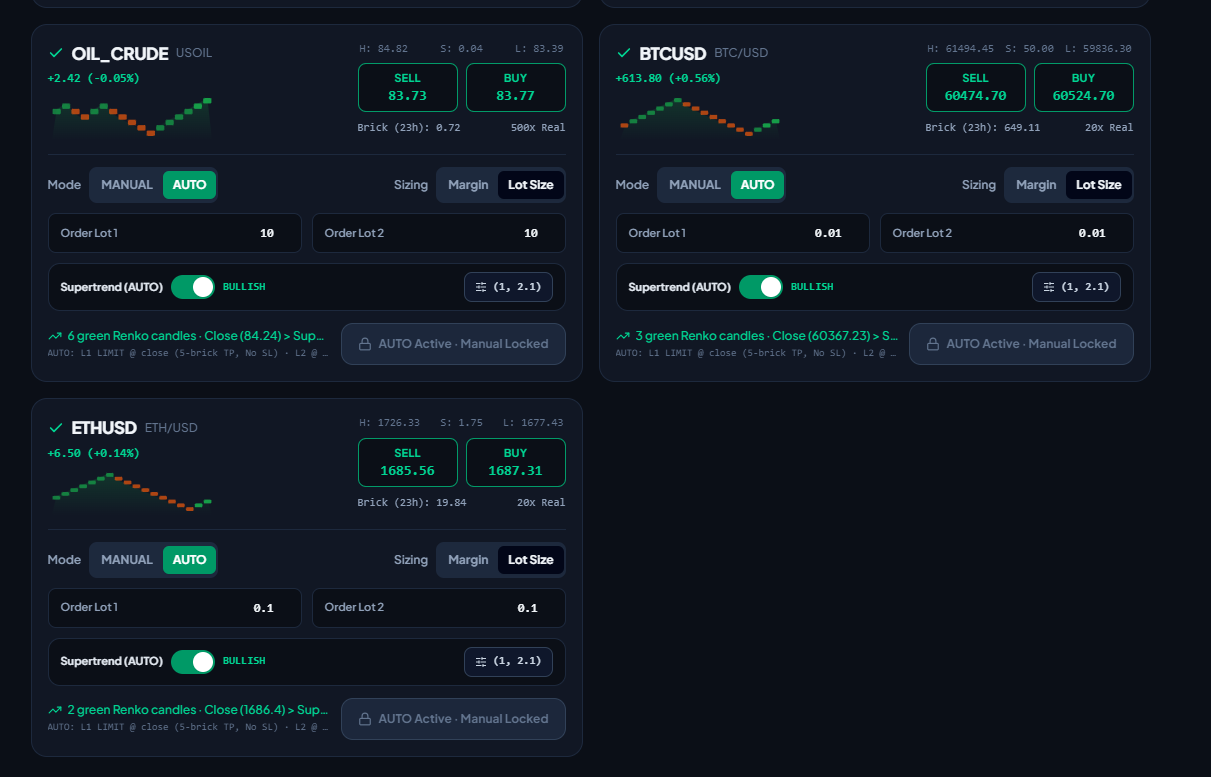 OIL_CRUDE USOIL
H: 84.82 S: 0.04 L: 83.39
+2.42 (-0.05%)
SELL 83.73
BUY 83.77
Brick (23h): 0.72 500x Real
Mode MANUAL AUTO Sizing Margin Lot Size
Order Lot 1 10 Order Lot 2 10
Supertrend (AUTO) BULLISH (1, 2.1)
6 green Renko candles · Close (84.24) > Sup...
AUTO: L1 LIMIT @ close (5-brick TP, No SL) · L2 @ …
AUTO Active · Manual Locked
BTCUSD BTC/USD
H: 61494.45 S: 50.00 L: 59836.30
+613.80 (+0.56%)
SELL 60474.70
BUY 60524.70
Brick (23h): 649.11 20x Real
Mode MANUAL AUTO Sizing Margin Lot Size
Order Lot 1 0.01 Order Lot 2 0.01
Supertrend (AUTO) BULLISH (1, 2.1)
3 green Renko candles · Close (60367.23) > S...
AUTO: L1 LIMIT @ close (5-brick TP, No SL) · L2 @ …
AUTO Active · Manual Locked
ETHUSD ETH/USD
H: 1726.33 S: 1.75 L: 1677.43
+6.50 (+0.14%)
SELL 1685.56
BUY 1687.31
Brick (23h): 19.84 20x Real
Mode MANUAL AUTO Sizing Margin Lot Size
Order Lot 1 0.1 Order Lot 2 0.1
Supertrend (AUTO) BULLISH (1, 2.1)
2 green Renko candles · Close (1686.4) > Sup...
AUTO: L1 LIMIT @ close (5-brick TP, No SL) · L2 @ …
AUTO Active · Manual Locked